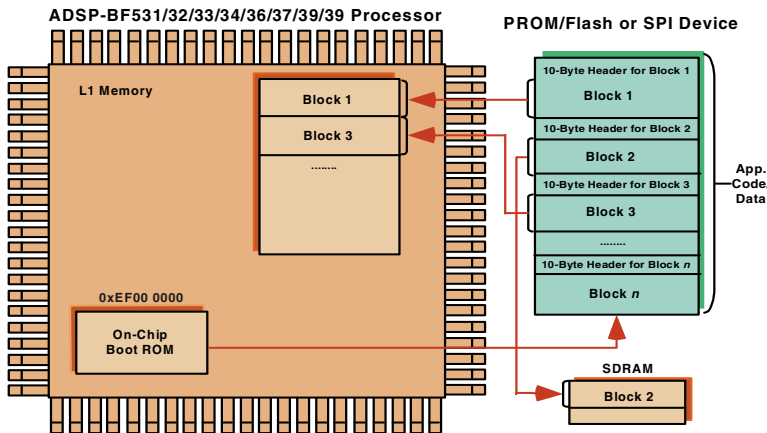 ADSP-BF531/32/33/34/36/37/39/39 Processor
PROM/Flash or SPI Device
L1 Memory
Block 1
Block 3
........
0xEF00 0000
On-Chip
Boot ROM
10-Byte Header for Block 1
Block 1
10-Byte Header for Block 2
Block 2
10-Byte Header for Block 3
Block 3
........
10-Byte Header for Block n
Block n
App.
Code/
Data
SDRAM
Block 2